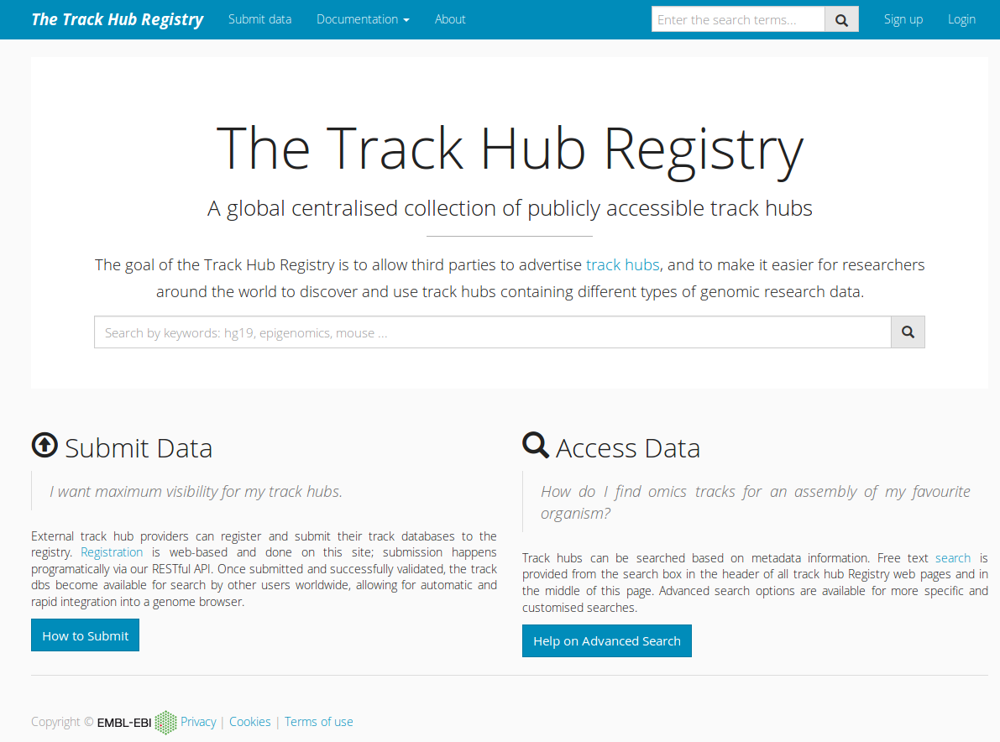 The Track Hub Registry Submit data Documentation About Enter the search terms... Sign up Login
The Track Hub Registry
A global centralised collection of publicly accessible track hubs
The goal of the Track Hub Registry is to allow third parties to advertise track hubs, and to make it easier for researchers
around the world to discover and use track hubs containing different types of genomic research data.
Search by keywords: hg19, epigenomics, mouse ...
Submit Data
I want maximum visibility for my track hubs.
External track hub providers can register and submit their track databases to the
registry. Registration is web-based and done on this site; submission happens
programatically via our RESTful API. Once submitted and successfully validated, the track
dbs become available for search by other users worldwide, allowing for automatic and
rapid integration into a genome browser.
How to Submit
Access Data
How do I find omics tracks for an assembly of my favourite
organism?
Track hubs can be searched based on metadata information. Free text search is
provided from the search box in the header of all track hub Registry web pages and in
the middle of this page. Advanced search options are available for more specific and
customised searches.
Help on Advanced Search
Copyright © EMBL-EBI Privacy | Cookies | Terms of use